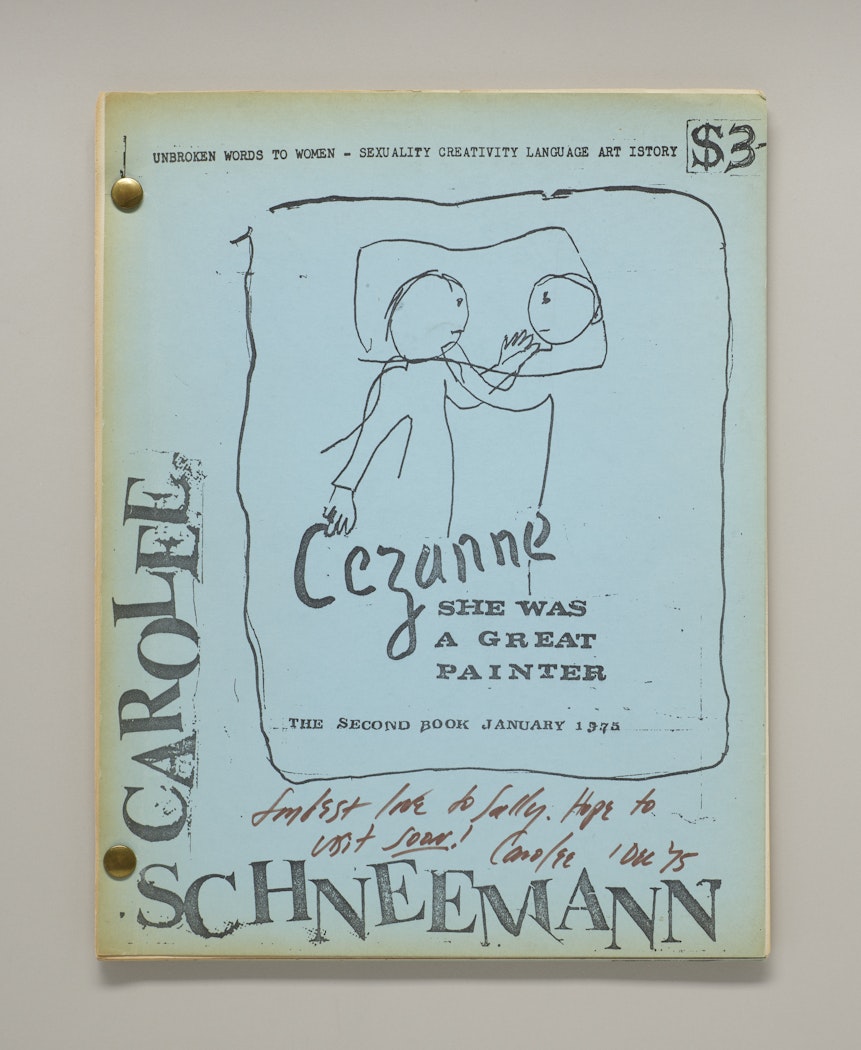 UNBROKEN WORDS TO WOMEN - SEXUALITY CREATIVITY LANGUAGE ART ISTORY
$3-
Cezanne
SHE WAS
A GREAT
PAINTER
THE SECOND BOOK JANUARY 1975
fondest love to Sally. Hope to
visit soon! Carolee 1 Dec '75
CAROLEE
SCHNEEMANN